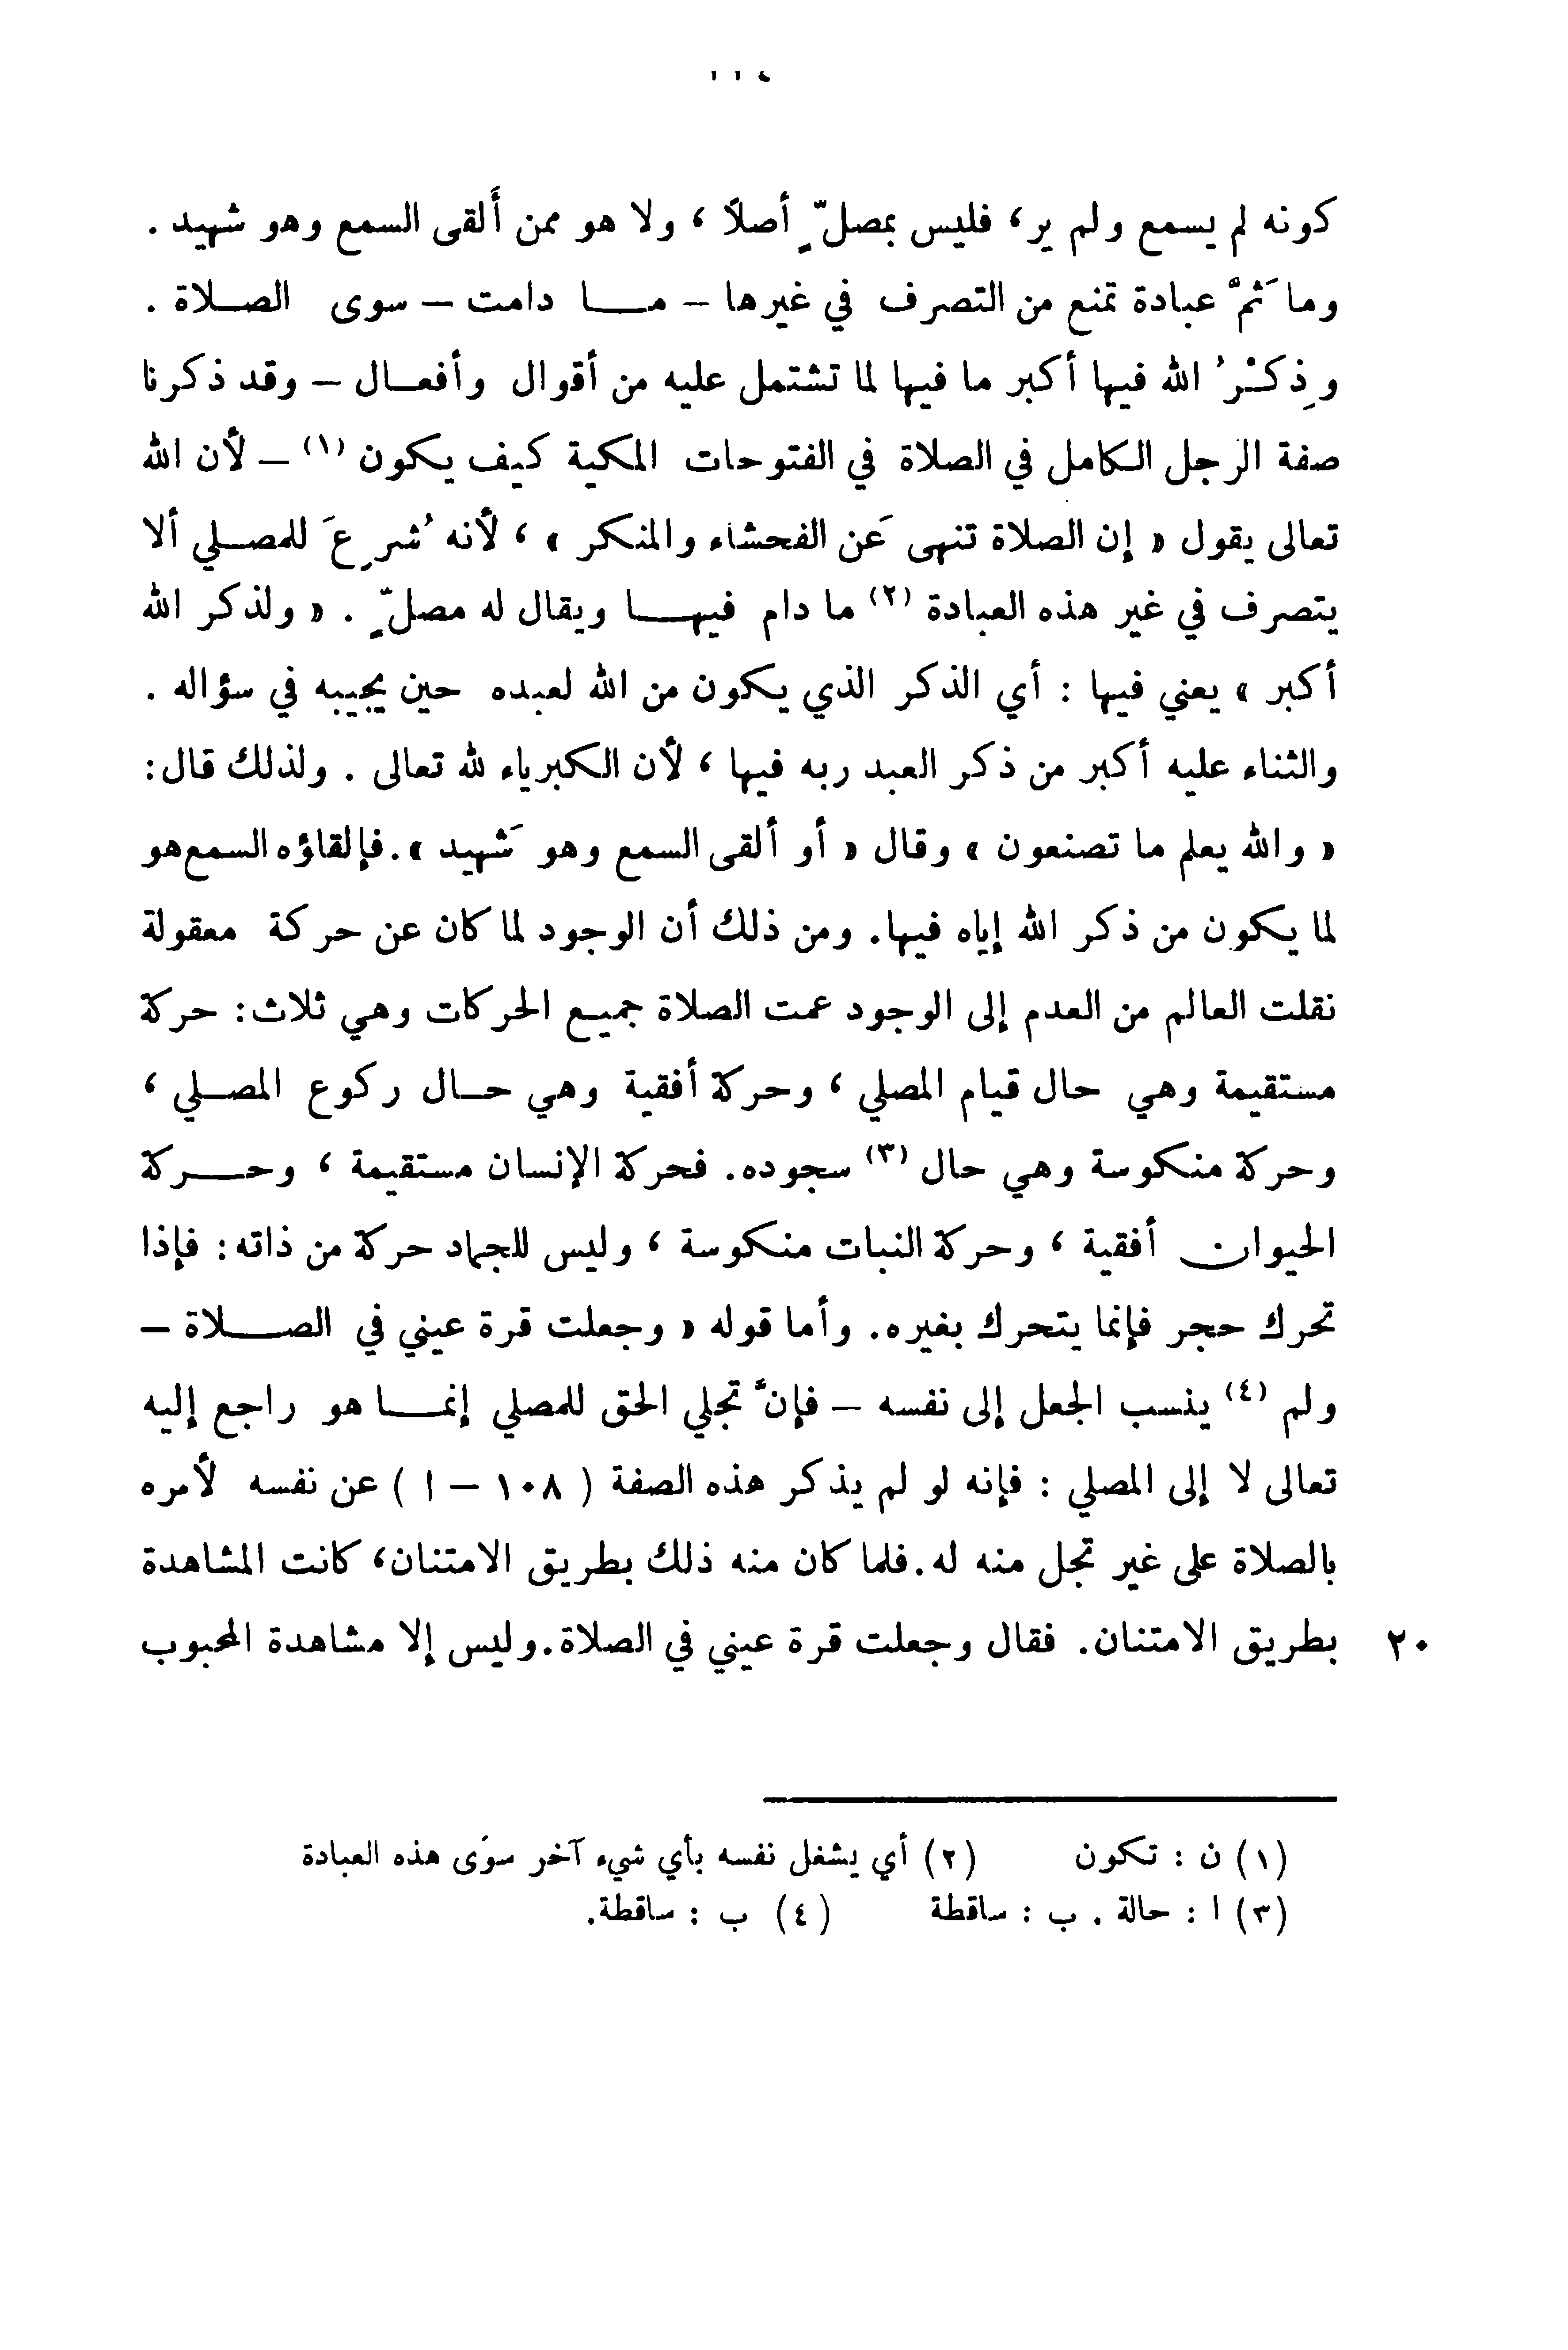 كونه لم يسمع ولم ير، فليس بمصلٍّ أصلاً ، ولا هو ممن ألقى السمع وهو شهيد .
وما ثَمَّ عبادة تمنع من التصرف في غيرها – ما دامت – سوى الصلاة .
وذِكْرُ الله فيها أكبر ما فيها لما تشتمل عليه من أقوال وأفعال – وقد ذكرنا
صفة الرجل الكامل في الصلاة في الفتوحات المكية كيف يكون (١) – لأن الله
تعالى يقول « إن الصلاة تنهى عَن الفحشاء والمنكر » ، لأنه شُرِعَ للمصلي ألا
يتصرف في غير هذه العبادة (٢) ما دام فيها ويقال له مصلٍّ . « ولذكر الله
أكبر » يعني فيها : أي الذكر الذي يكون من الله لعبده حين يجيبه في سؤاله .
والثناء عليه أكبر من ذكر العبد ربه فيها ، لأن الكبرياء لله تعالى . ولذلك قال:
« والله يعلم ما تصنعون » وقال « أو ألقى السمع وهو شَهيد ». فإلقاؤه السمع هو
لما يكون من ذكر الله إياه فيها. ومن ذلك أن الوجود لما كان عن حركة معقولة
نقلت العالم من العدم إلى الوجود عمت الصلاة جميع الحركات وهي ثلاث: حركة
مستقيمة وهي حال قيام المصلي ، وحركة أفقية وهي حال ركوع المصلي ،
وحركة منكوسة وهي حال (٣) سجوده. فحركة الإنسان مستقيمة ، وحركة
الحيوان أفقية ، وحركة النبات منكوسة ، وليس للجماد حركة من ذاته: فإذا
تحرك حجر فإنما يتحرك بغيره. وأما قوله « وجعلت قرة عيني في الصلاة –
ولم (٤) ينسب الجعل إلى نفسه – فإنَّ تجلي الحق للمصلي إنما هو راجع إليه
تعالى لا إلى المصلي : فإنه لو لم يذكر هذه الصفة ( ١٠٨ – ا ) عن نفسه لأمره
بالصلاة على غير تجل منه له. فلما كان منه ذلك بطريق الامتنان، كانت المشاهدة
٢٠ بطريق الامتنان. فقال وجعلت قرة عيني في الصلاة. وليس إلا مشاهدة المحبوب
(١) ن : تكون (٢) أي يشغل نفسه بأي شيء آخر سوَى هذه العبادة
(٣) ا : حالة . ب : ساقطة (٤) ب : ساقطة.